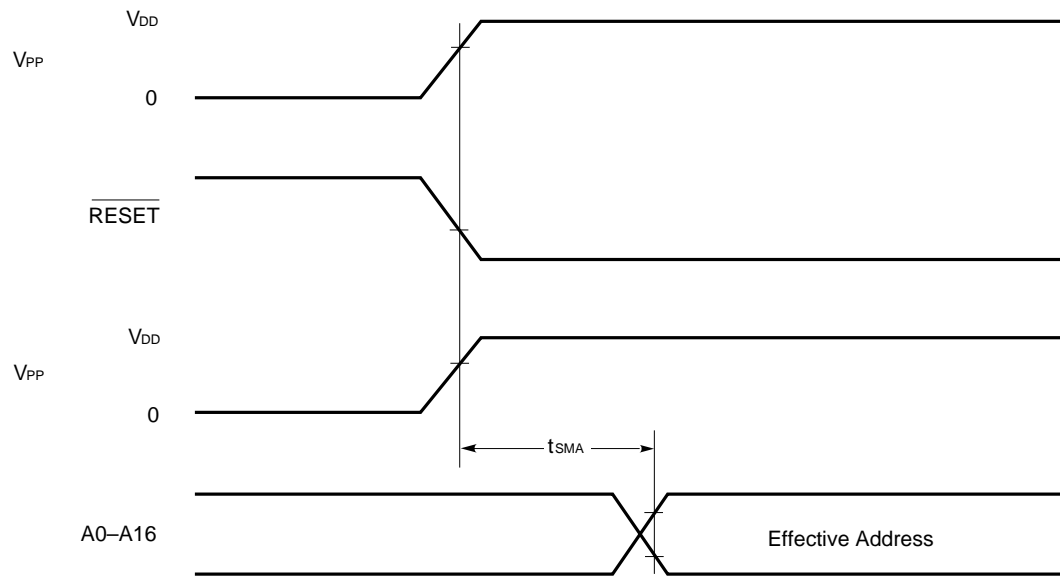 VDD
VPP
0
RESET
VDD
VPP
0
tSMA
A0–A16
Effective Address